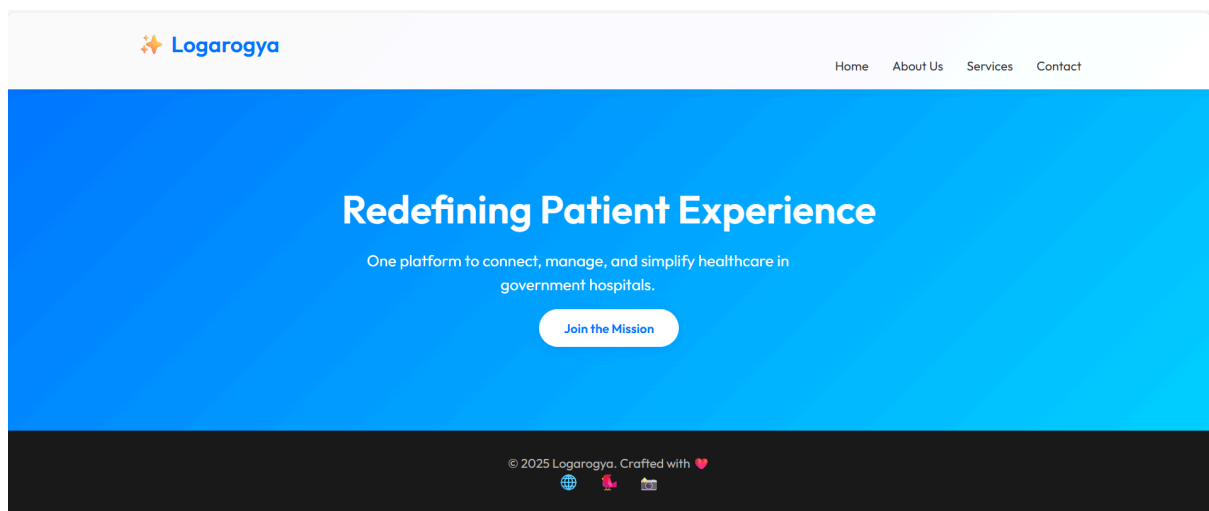 ✨ Logarogya
Home About Us Services Contact
Redefining Patient Experience
One platform to connect, manage, and simplify healthcare in
government hospitals.
Join the Mission
© 2025 Logarogya. Crafted with ❤️